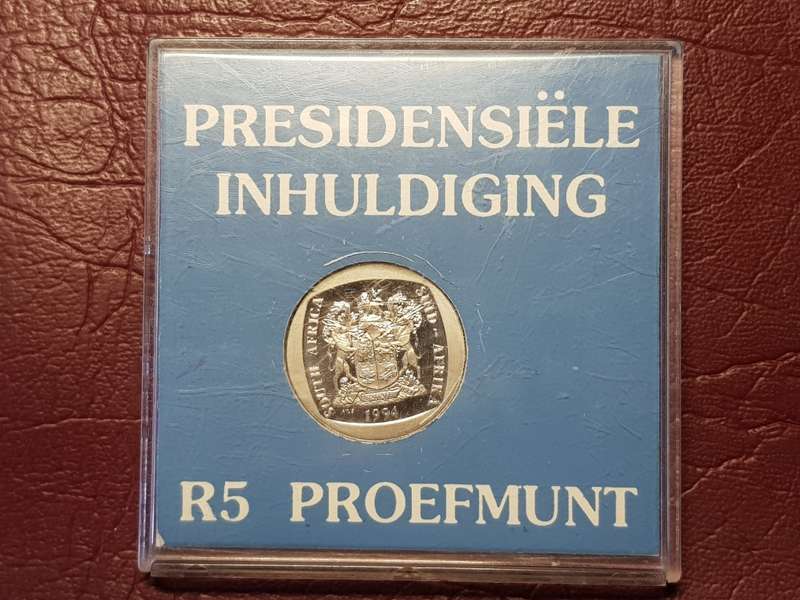 PRESIDENSIËLE
INHULDIGING
SOUTH AFRICA
SUID-AFRIKA
1994
R5 PROEFMUNT